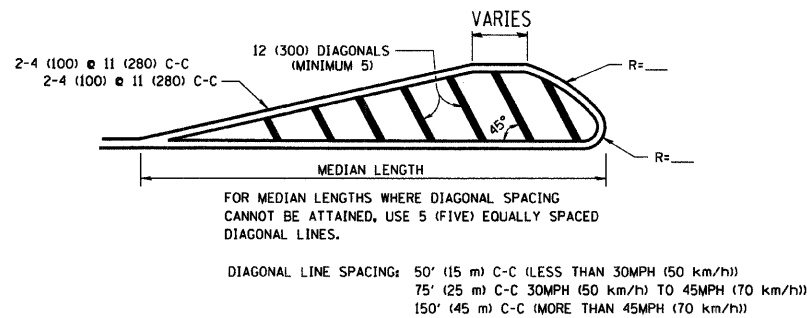 VARIES
12 (300) DIAGONALS
(MINIMUM 5)
2-4 (100) @ 11 (280) C-C
2-4 (100) @ 11 (280) C-C
R=___
45°
R=___
MEDIAN LENGTH
FOR MEDIAN LENGTHS WHERE DIAGONAL SPACING
CANNOT BE ATTAINED, USE 5 (FIVE) EQUALLY SPACED
DIAGONAL LINES.
DIAGONAL LINE SPACING: 50' (15 m) C-C (LESS THAN 30MPH (50 km/h))
75' (25 m) C-C 30MPH (50 km/h) TO 45MPH (70 km/h))
150' (45 m) C-C (MORE THAN 45MPH (70 km/h))